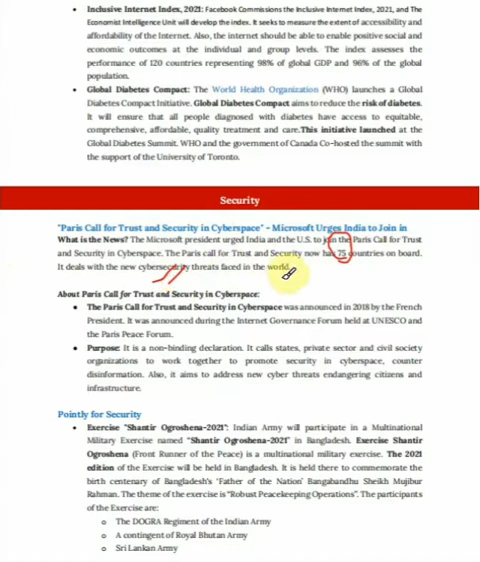 • Inclusive Internet Index, 2021: Facebook Commissions the Inclusive Internet Index, 2021, and The
Economist Intelligence Unit will develop the index. It seeks to measure the extent of accessibility and
affordability of the Internet. Also, the internet should be able to enable positive social and
economic outcomes at the individual and group levels. The index assesses the
performance of 120 countries representing 98% of global GDP and 96% of the global
population.
• Global Diabetes Compact: The World Health Organization (WHO) launches a Global
Diabetes Compact Initiative. Global Diabetes Compact aims to reduce the risk of diabetes.
It will ensure that all people diagnosed with diabetes have access to equitable,
comprehensive, affordable, quality treatment and care.This initiative launched at the
Global Diabetes Summit. WHO and the government of Canada Co-hosted the summit with
the support of the University of Toronto.
Security
"Paris Call for Trust and Security in Cyberspace" - Microsoft Urges India to Join in
What is the News? The Microsoft president urged India and the U.S. to join the Paris Call for Trust
and Security in Cyberspace. The Paris call for Trust and Security now has 75 countries on board.
It deals with the new cybersecurity threats faced in the world.
About Paris Call for Trust and Security in Cyberspace:
• The Paris Call for Trust and Security in Cyberspace was announced in 2018 by the French
President. It was announced during the Internet Governance Forum held at UNESCO and
the Paris Peace Forum.
• Purpose: It is a non-binding declaration. It calls states, private sector and civil society
organizations to work together to promote security in cyberspace, counter
disinformation. Also, it aims to address new cyber threats endangering citizens and
infrastructure.
Pointly for Security
• Exercise "Shantir Ogroshena-2021": Indian Army will participate in a Multinational
Military Exercise named "Shantir Ogroshena-2021" in Bangladesh. Exercise Shantir
Ogroshena (Front Runner of the Peace) is a multinational military exercise. The 2021
edition of the Exercise will be held in Bangladesh. It is held there to commemorate the
birth centenary of Bangladesh's 'Father of the Nation' Bangabandhu Sheikh Mujibur
Rahman. The theme of the exercise is "Robust Peacekeeping Operations". The participants
of the Exercise are:
o The DOGRA Regiment of the Indian Army
o A contingent of Royal Bhutan Army
o Sri Lankan Army